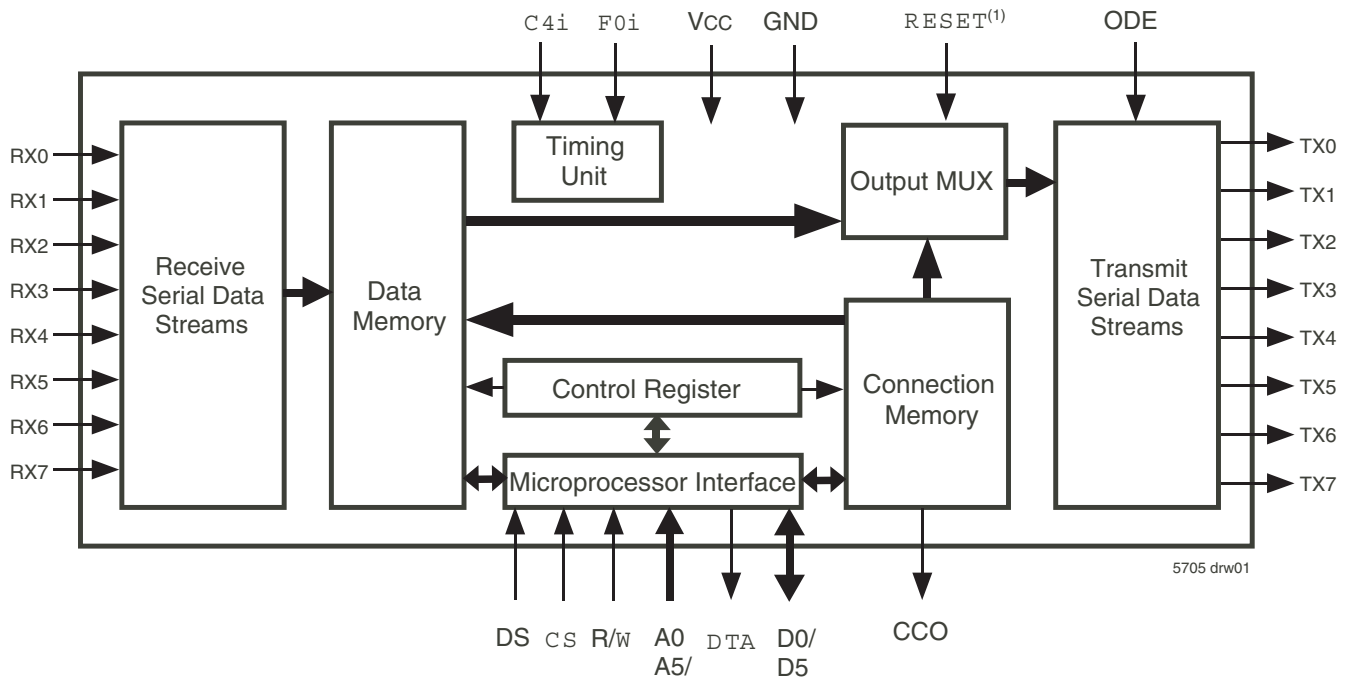 C4i F0i VCC GND RESET(1) ODE
RX0
RX1
RX2
RX3
RX4
RX5
RX6
RX7
Receive
Serial Data
Streams
Data
Memory
Timing
Unit
Output MUX
Control Register
Microprocessor Interface
Connection
Memory
Transmit
Serial Data
Streams
TX0
TX1
TX2
TX3
TX4
TX5
TX6
TX7
5705 drw01
DS CS R/W A0 DTA D0/ CCO
A5/ D5